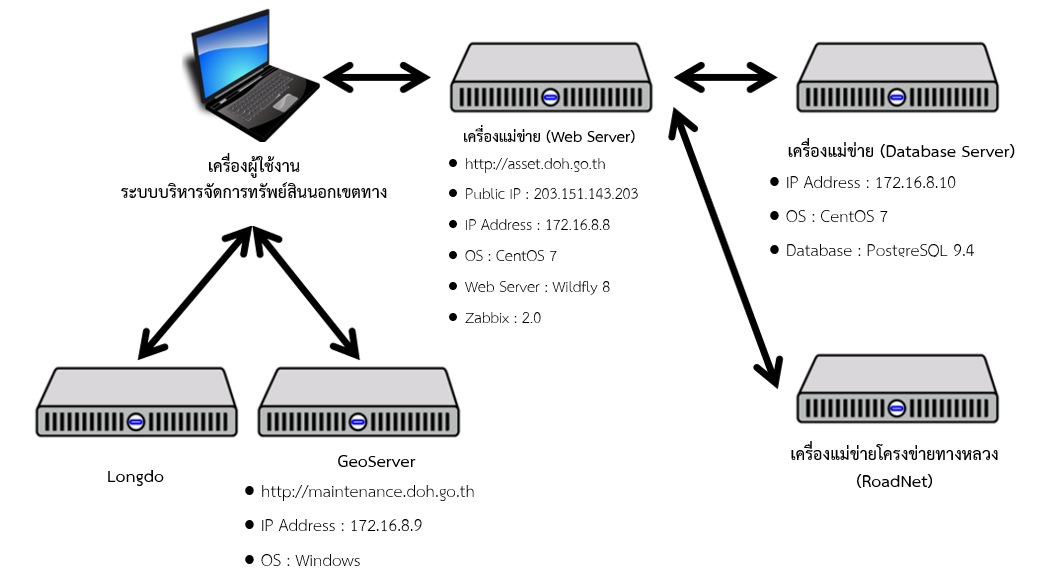 เครื่องผู้ใช้งาน
ระบบบริหารจัดการทรัพย์สินนอกเขตทาง
เครื่องแม่ข่าย (Web Server)
• http://asset.doh.go.th
• Public IP : 203.151.143.203
• IP Address : 172.16.8.8
• OS : CentOS 7
• Web Server : Wildfly 8
• Zabbix : 2.0
เครื่องแม่ข่าย (Database Server)
• IP Address : 172.16.8.10
• OS : CentOS 7
• Database : PostgreSQL 9.4
Longdo
GeoServer
• http://maintenance.doh.go.th
• IP Address : 172.16.8.9
• OS : Windows
เครื่องแม่ข่ายโครงข่ายทางหลวง
(RoadNet)